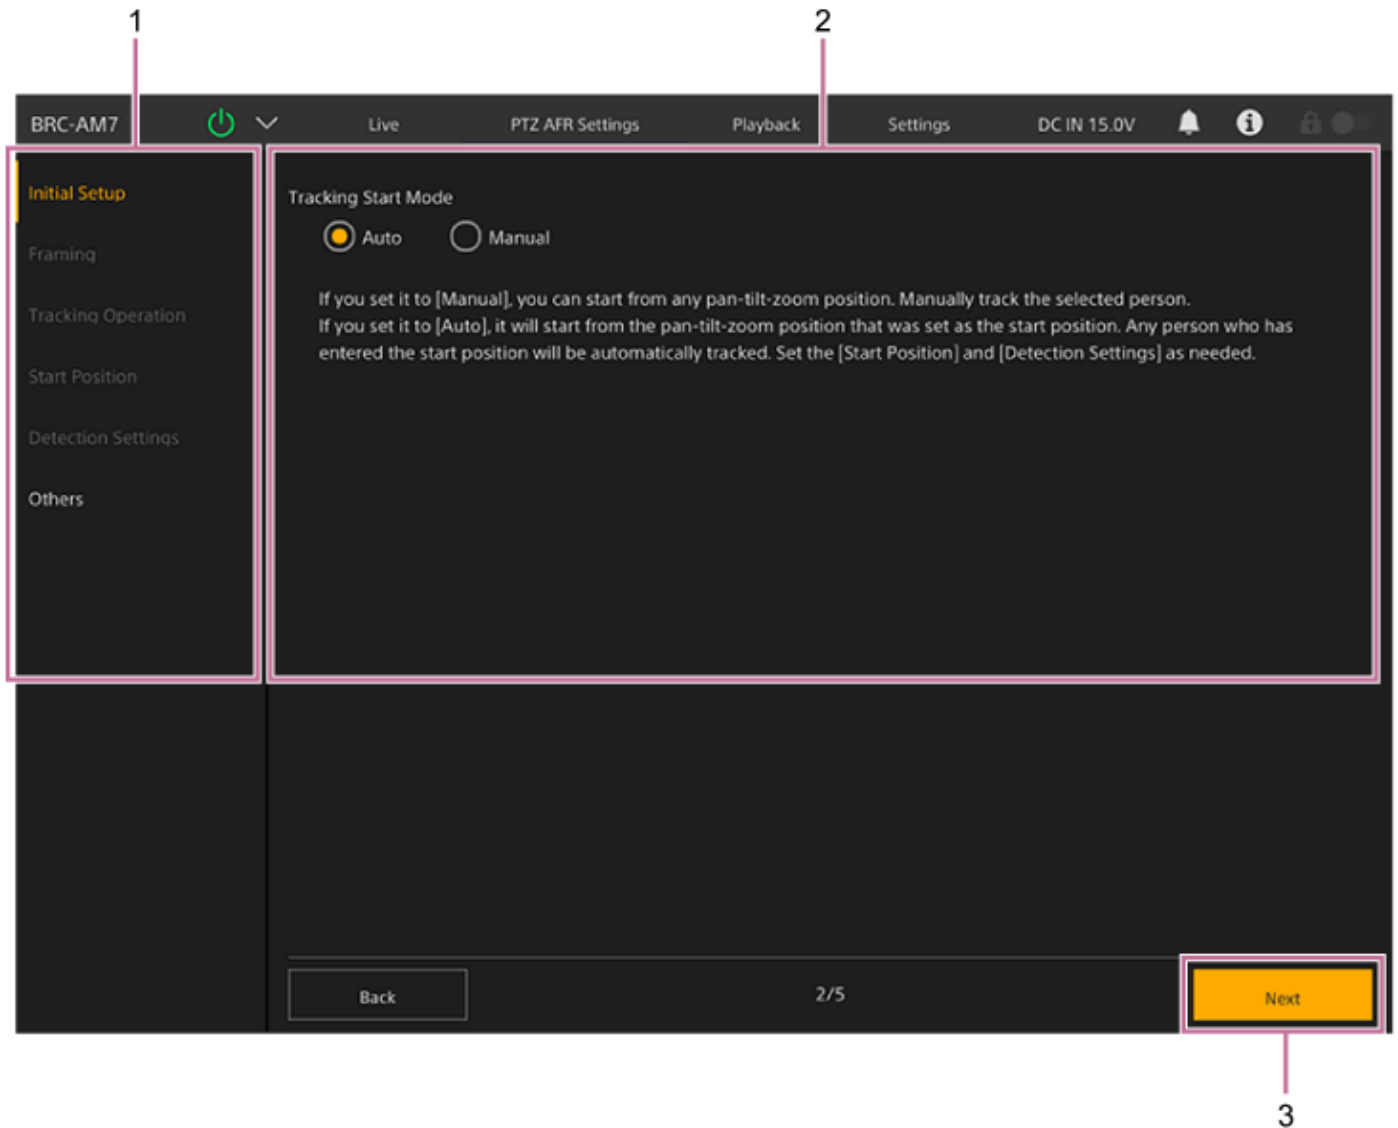 1 2
BRC-AM7 Live PTZ AFR Settings Playback Settings DC IN 15.0V
Initial Setup
Framing
Tracking Operation
Start Position
Detection Settings
Others
Tracking Start Mode
Auto Manual
If you set it to [Manual], you can start from any pan-tilt-zoom position. Manually track the selected person.
If you set it to [Auto], it will start from the pan-tilt-zoom position that was set as the start position. Any person who has
entered the start position will be automatically tracked. Set the [Start Position] and [Detection Settings] as needed.
Back 2/5 Next
3